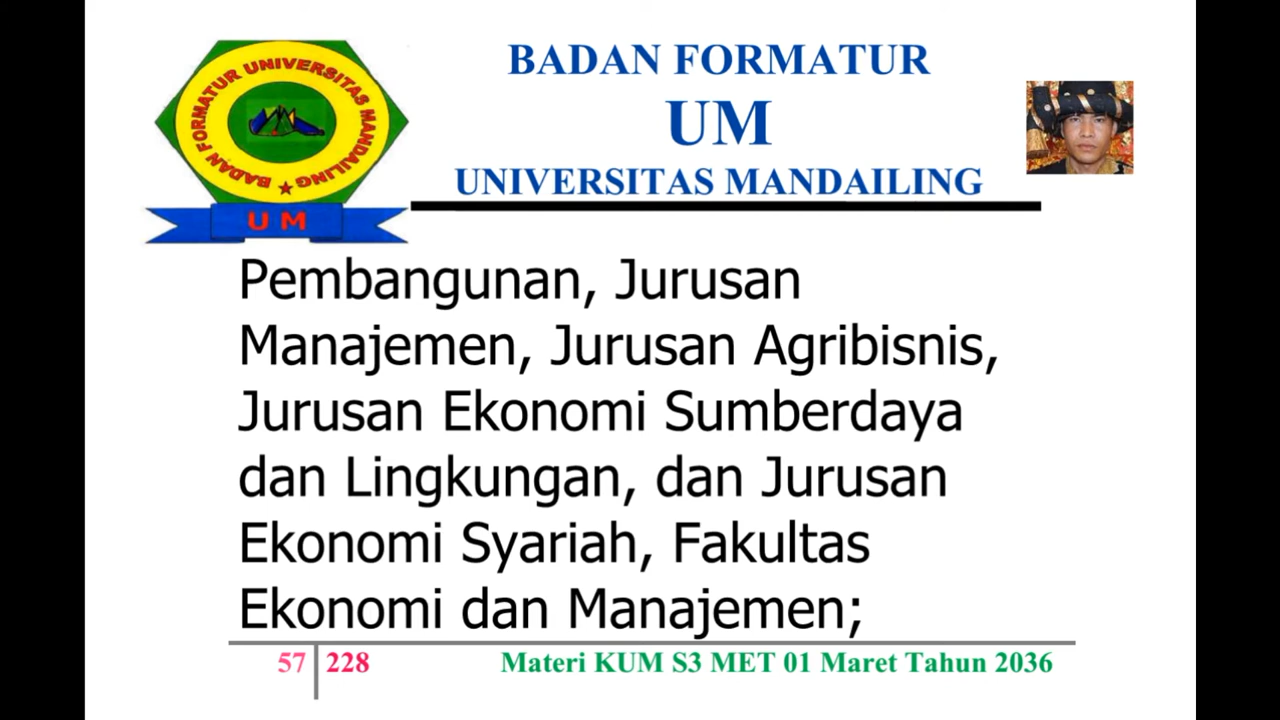 BADAN FORMATUR UNIVERSITAS MANDAILING
U M
BADAN FORMATUR
UM
UNIVERSITAS MANDAILING
Pembangunan, Jurusan
Manajemen, Jurusan Agribisnis,
Jurusan Ekonomi Sumberdaya
dan Lingkungan, dan Jurusan
Ekonomi Syariah, Fakultas
Ekonomi dan Manajemen;
57 228 Materi KUM S3 MET 01 Maret Tahun 2036